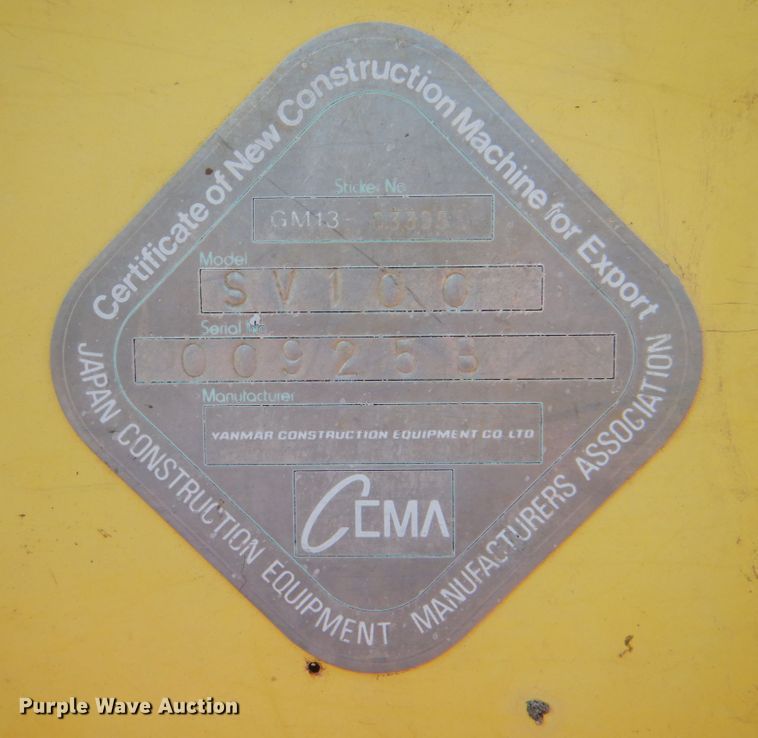 Certificate of New Construction Machine for Export
Sticker No
GM13-
Model
SV100
Serial No
Manufacturer
YANMAR CONSTRUCTION EQUIPMENT CO LTD
CEMA
JAPAN CONSTRUCTION EQUIPMENT MANUFACTURERS ASSOCIATION
Purple Wave Auction